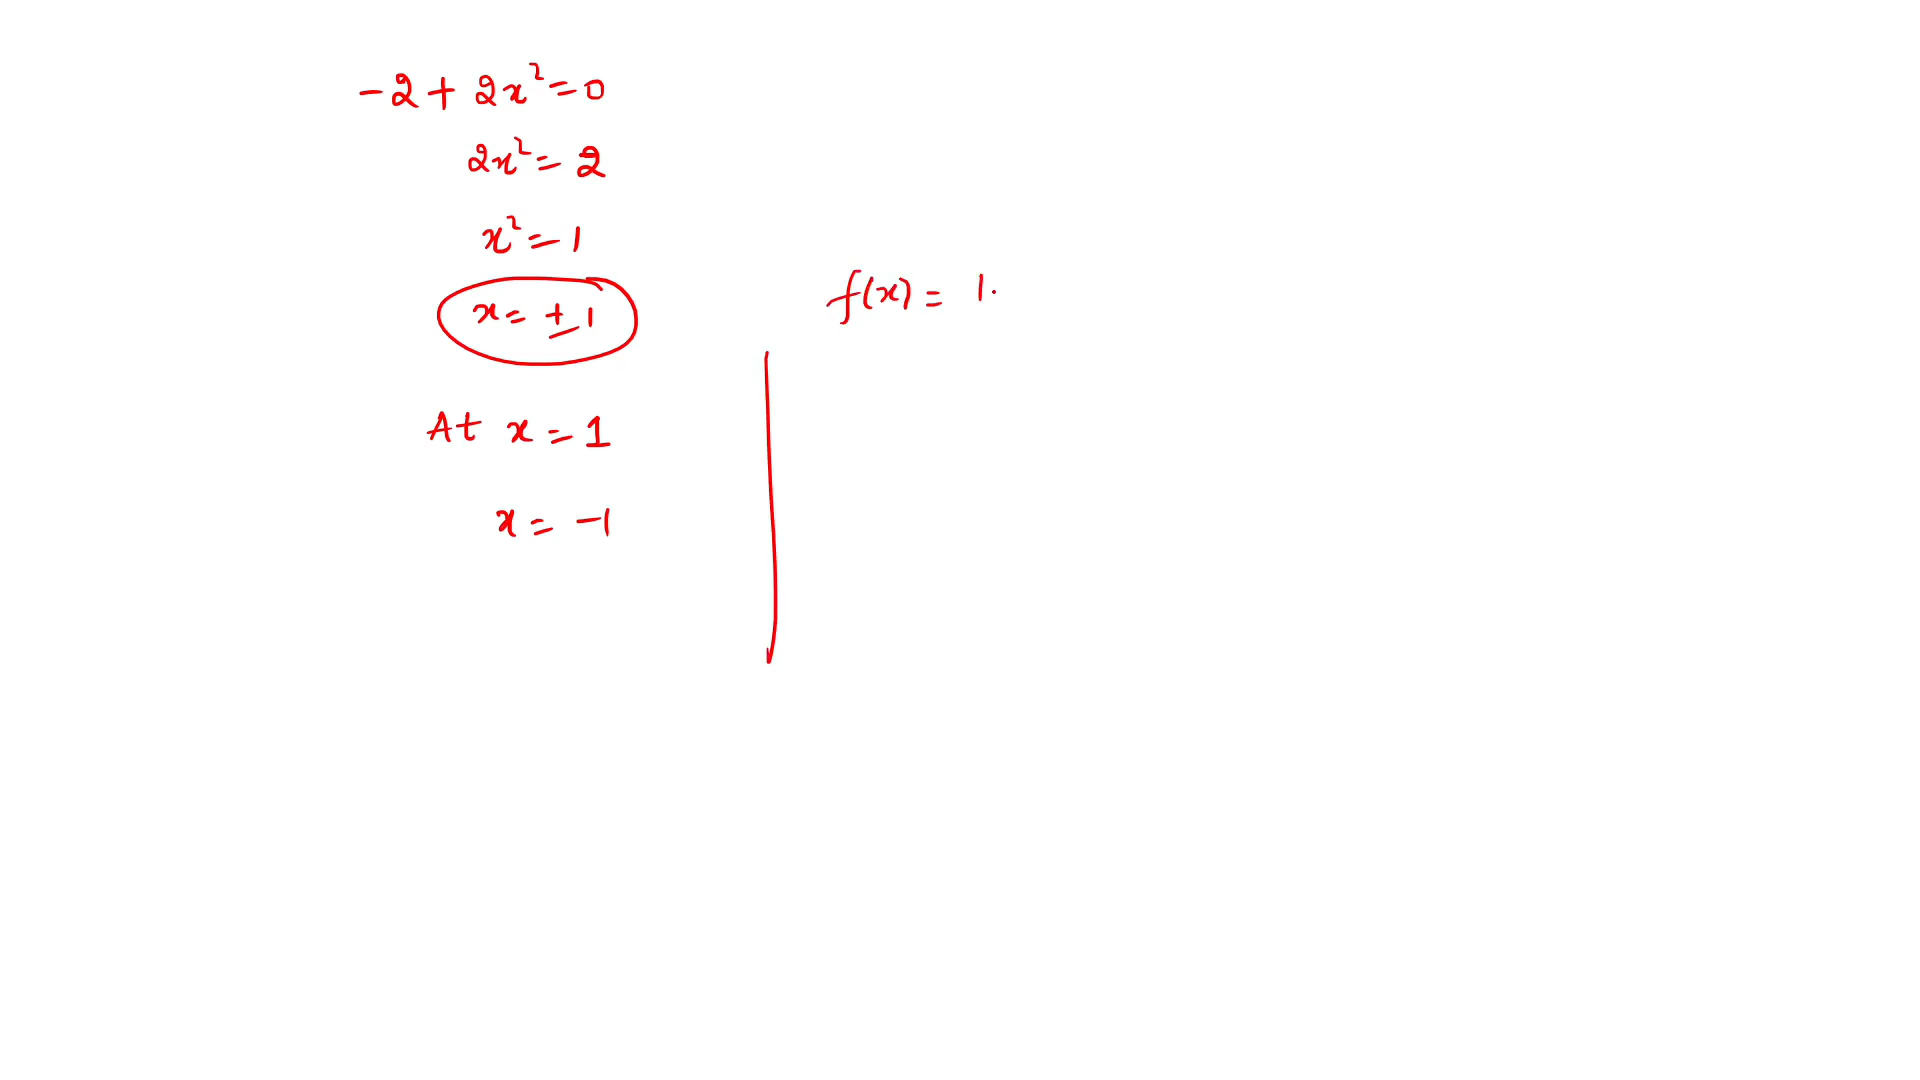 -2 + 2x² = 0
2x² = 2
x² = 1
x = ± 1
f(x) = 1.
At x = 1
x = -1